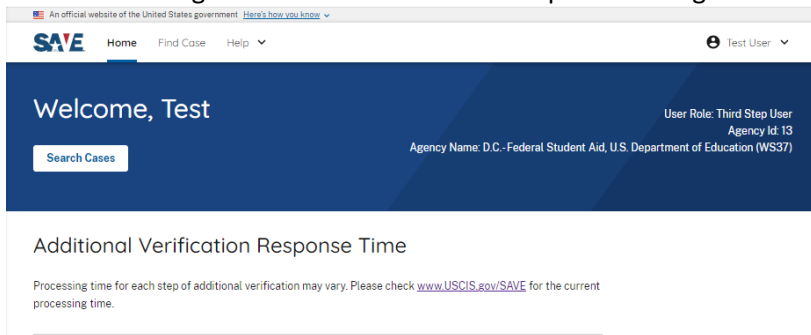 An official website of the United States government Here's how you know
SAVE Home Find Case Help Test User
Welcome, Test
User Role: Third Step User
Agency Id: 13
Search Cases
Agency Name: D.C.- Federal Student Aid, U.S. Department of Education (WS37)
Additional Verification Response Time
Processing time for each step of additional verification may vary. Please check www.USCIS.gov/SAVE for the current
processing time.